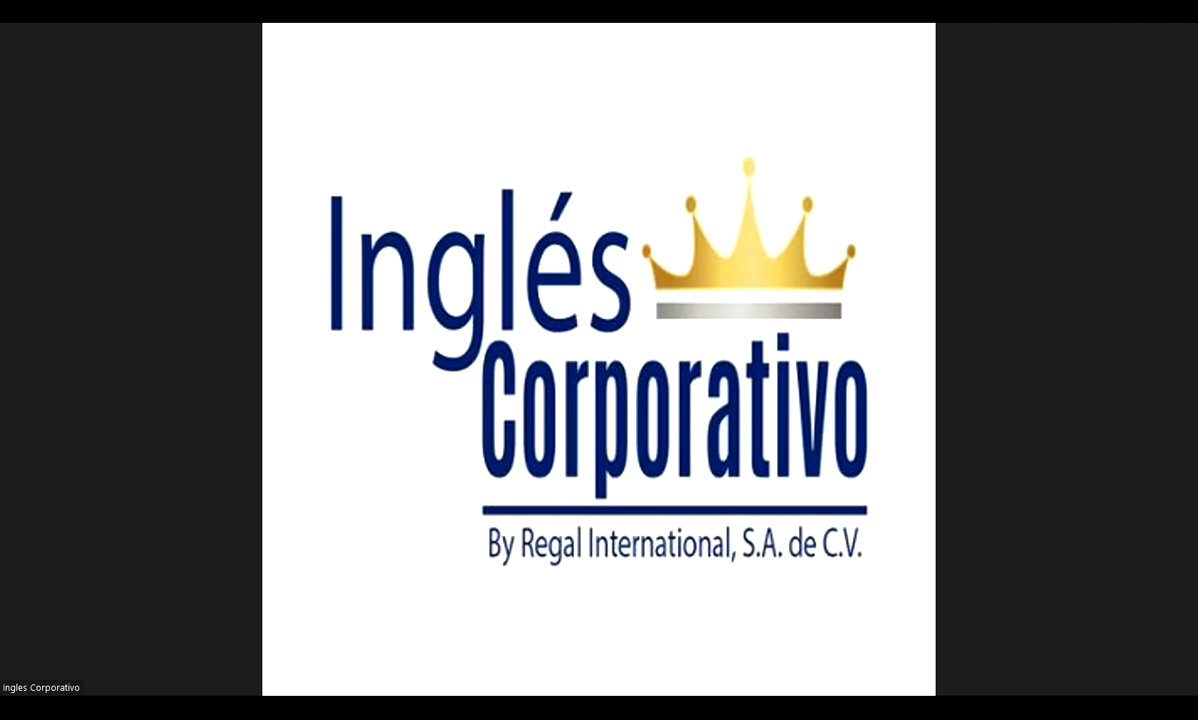 Inglés
Corporativo
By Regal International, S.A. de C.V.
Ingles Corporativo